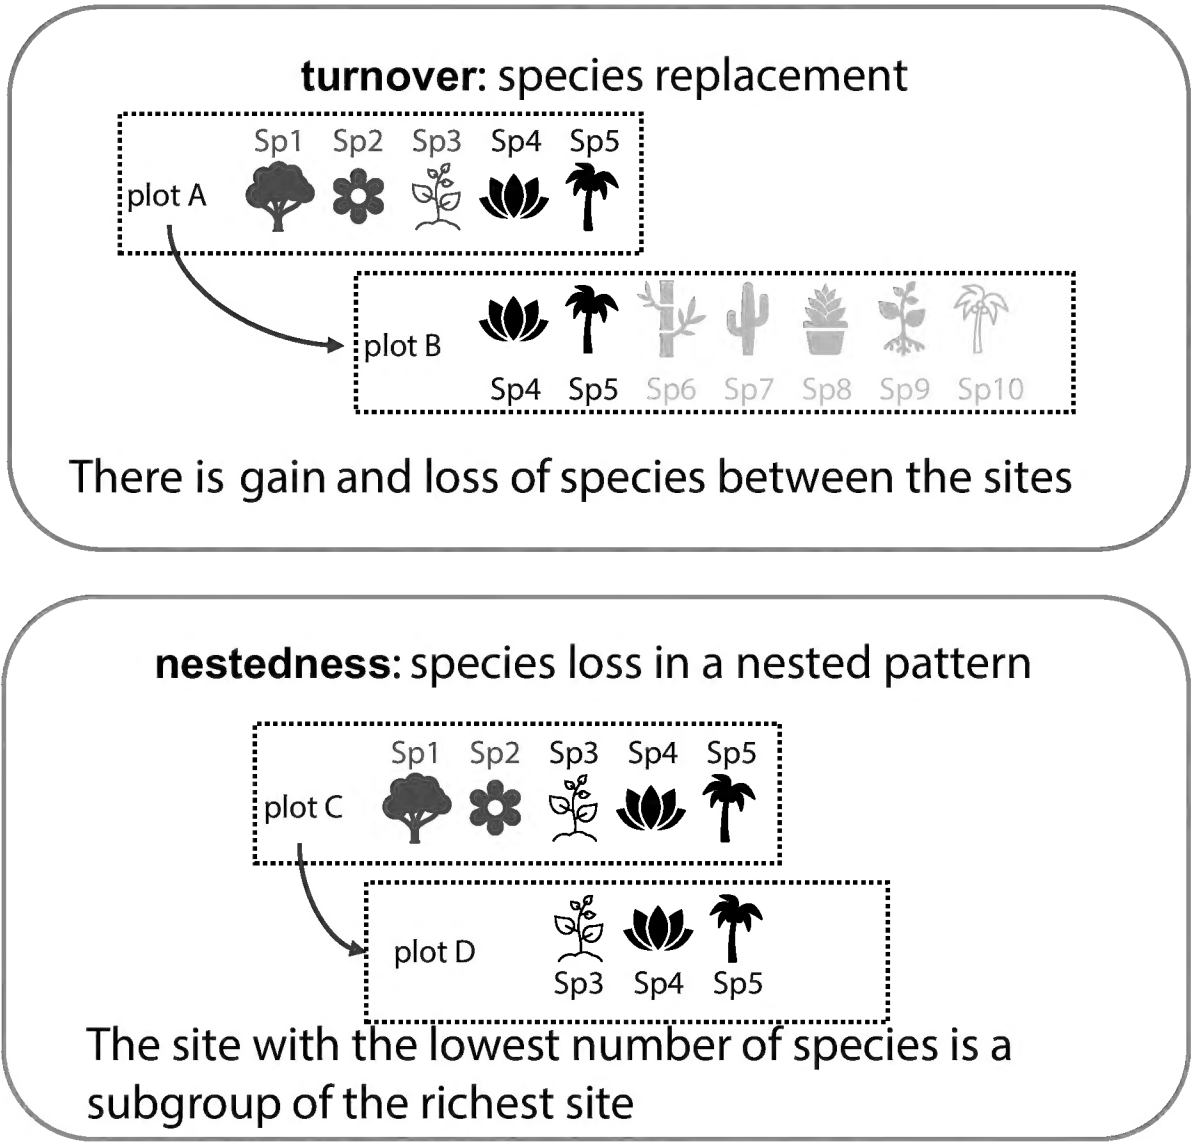 turnover: species replacement
Sp1 Sp2 Sp3 Sp4 Sp5
plot A
plot B
Sp4 Sp5 Sp6 Sp7 Sp8 Sp9 Sp10
There is gain and loss of species between the sites
nestedness: species loss in a nested pattern
Sp1 Sp2 Sp3 Sp4 Sp5
plot C
plot D
Sp3 Sp4 Sp5
The site with the lowest number of species is a
subgroup of the richest site